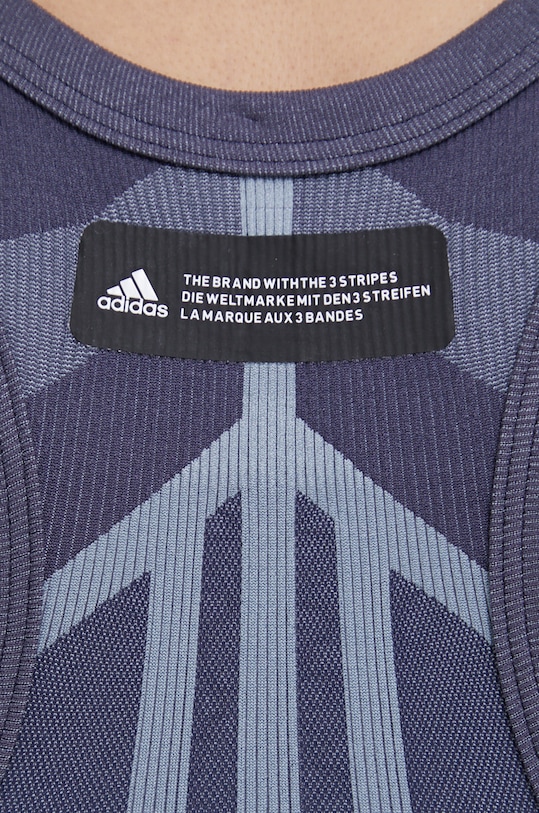 adidas
THE BRAND WITH THE 3 STRIPES
DIE WELTMARKE MIT DEN 3 STREIFEN
LA MARQUE AUX 3 BANDES